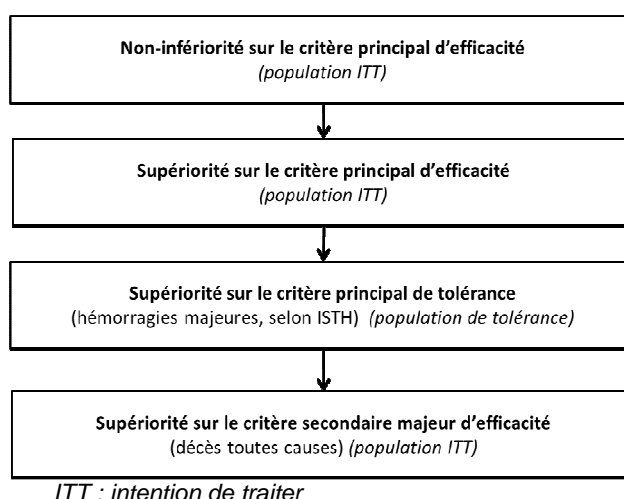 Non-infériorité sur le critère principal d’efficacité
(population ITT)
Supériorité sur le critère principal d’efficacité
(population ITT)
Supériorité sur le critère principal de tolérance
(hémorragies majeures, selon ISTH) (population de tolérance)
Supériorité sur le critère secondaire majeur d’efficacité
(décès toutes causes) (population ITT)
ITT : intention de traiter